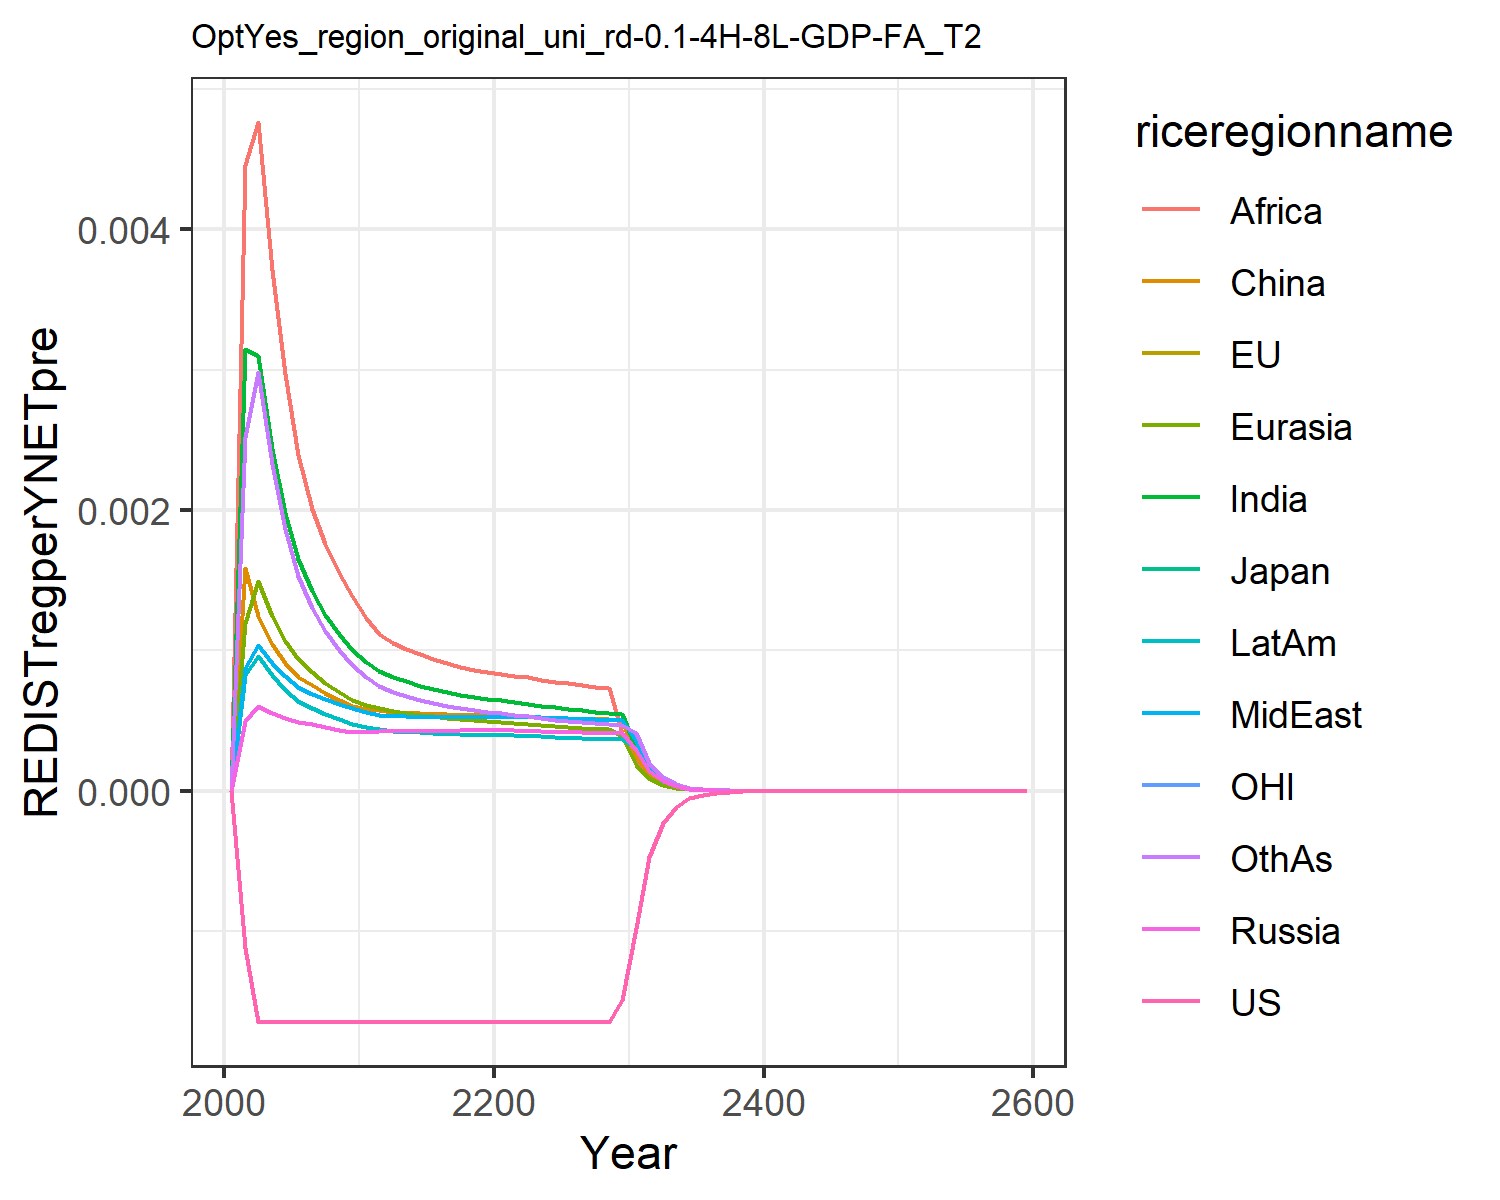 OptYes_region_original_uni_rd-0.1-4H-8L-GDP-FA_T2
REDISTregperYNETpre
0.004
0.002
0.000
2000 2200 2400 2600
Year
riceregionname
Africa
China
EU
Eurasia
India
Japan
LatAm
MidEast
OHI
OthAs
Russia
US